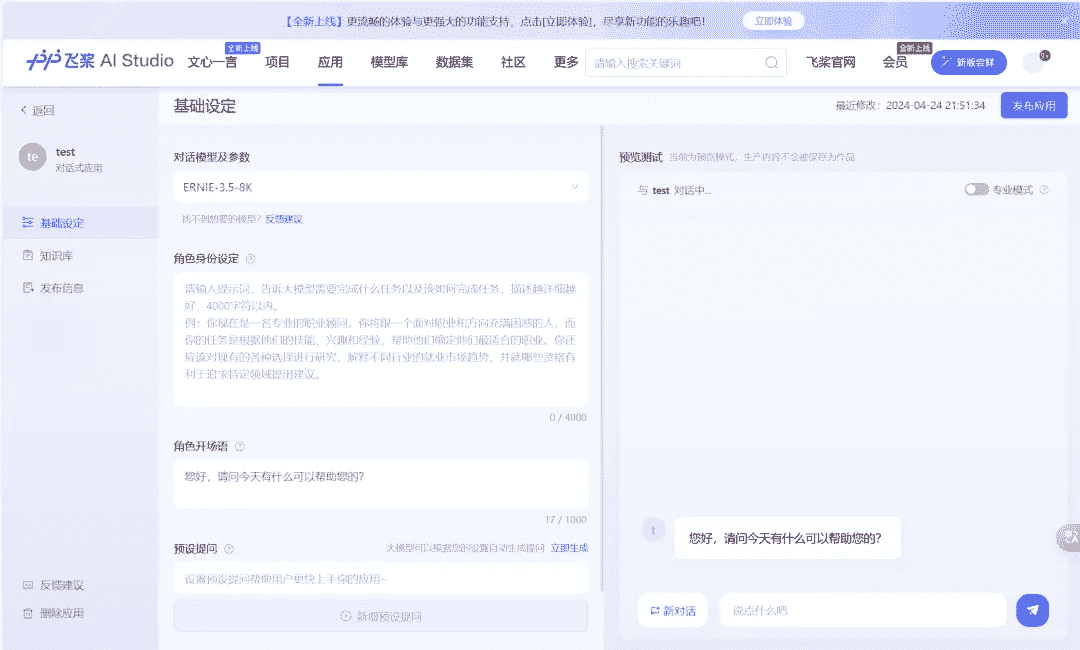 【全新上线】更流畅的体验与更强大的功能支持，点击[立即体验]，尽享新功能的乐趣吧！ 立即体验
飞桨 AI Studio 文心一言 全新上线 项目 应用 模型库 数据集 社区 更多 请输入搜索关键词 飞桨官网 会员 全新上线 新版尝鲜 9+
返回
te test
对话式应用
基础设定
知识库
发布信息
反馈建议
删除应用
基础设定 最近修改：2024-04-24 21:51:34 发布应用
对话模型及参数
ERNIE-3.5-8K
找不到想要的模型？反馈建议
角色身份设定
请输入提示词，告诉大模型需要完成什么任务以及该如何完成任务，描述越详细越
好，4000字符以内。
例：你现在是一名专业的职业顾问。你将跟一个面对职业和方向充满困惑的人，而
你的任务是根据他们的技能、兴趣和经验，帮助他们确定他们最适合的职业。你还
应该对现有的各种选择进行研究，解释不同行业的就业市场趋势，并就哪些资格有
利于追求特定领域提出建议。
0 / 4000
角色开场语
您好，请问今天有什么可以帮助您的？
17 / 1000
预设提问 大模型可以根据您的设置自动生成提问 立即生成
设置预设提问帮助用户更快上手你的应用~
新增预设提问
预览测试 当前为预览模式，生产内容不会被保存为作品
与 test 对话中... 专业模式
t 您好，请问今天有什么可以帮助您的？
新对话 说点什么吧